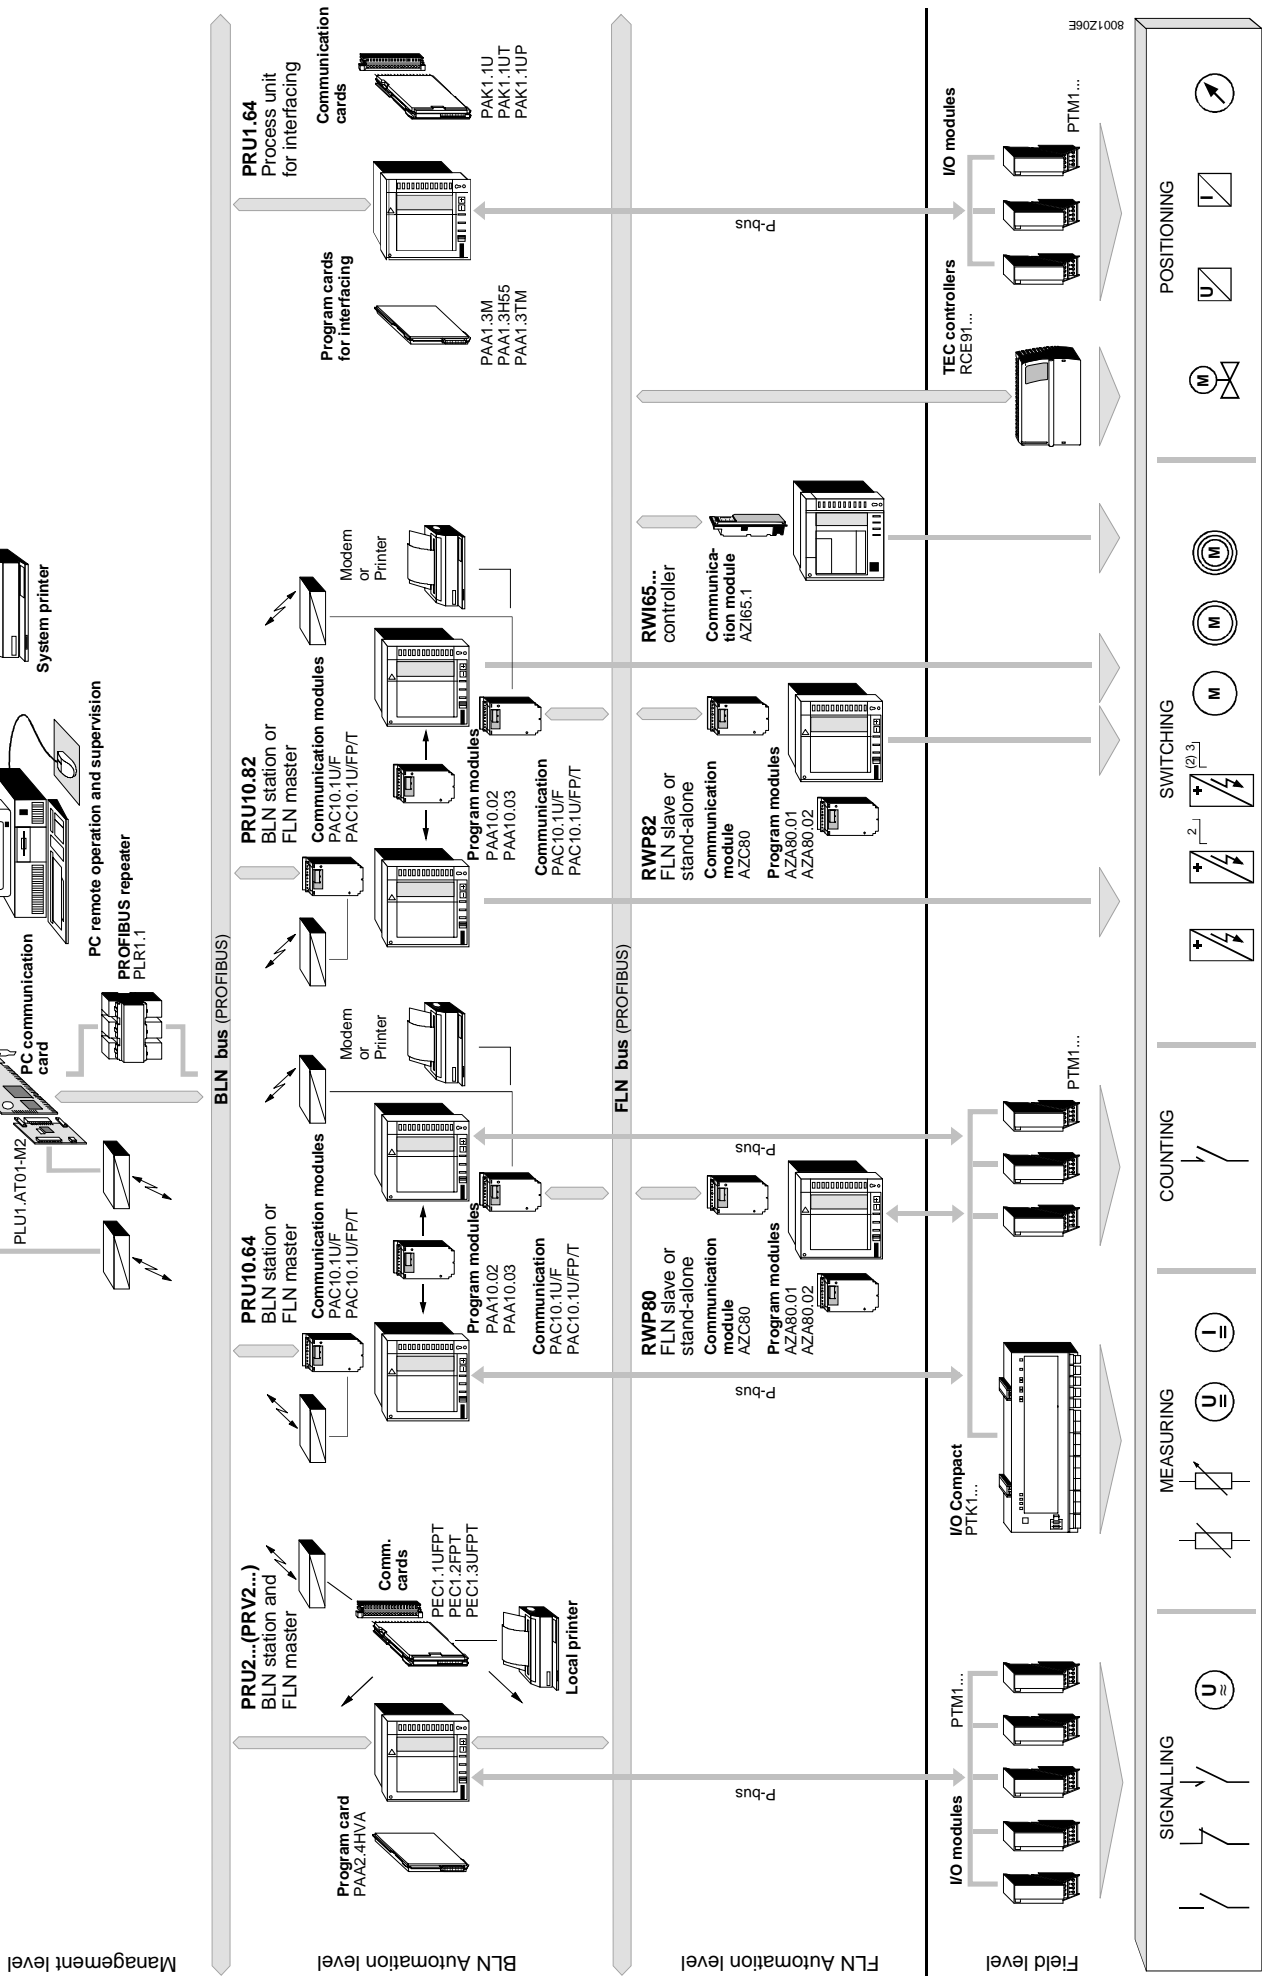 Management level
PLU1.AT01-M2
PC communication
card
PROFIBUS repeater
PLR1.1
PC remote operation and supervision
System printer
BLN bus (PROFIBUS)
BLN Automation level
Program card
PAA2.4HVA
PRU2...(PRV2...)
BLN station and
FLN master
Comm.
cards
PEC1.1UFPT
PEC1.2FPT
PEC1.3UFPT
Local printer
PRU10.64
BLN station or
FLN master
Communication modules
PAC10.1U/F
PAC10.1U/FP/T
Modem
or
Printer
Program modules
PAA10.02
PAA10.03
Communication
PAC10.1U/F
PAC10.1U/FP/T
PRU10.82
BLN station or
FLN master
Communication modules
PAC10.1U/F
PAC10.1U/FP/T
Modem
or
Printer
Program modules
PAA10.02
PAA10.03
Communication
PAC10.1U/F
PAC10.1U/FP/T
PRU1.64
Process unit
for interfacing
Program cards
for interfacing
PAA1.3M
PAA1.3H55
PAA1.3TM
Communication
cards
PAK1.1U
PAK1.1UT
PAK1.1UP
FLN bus (PROFIBUS)
FLN Automation level
P-bus
P-bus
RWP80
FLN slave or
stand-alone
Communication
module
AZC80
Program modules
AZA80.01
AZA80.02
P-bus
RWP82
FLN slave or
stand-alone
Communication
module
AZC80
Program modules
AZA80.01
AZA80.02
RWI65...
controller
Communica-
tion module
AZI65.1
P-bus
Field level
I/O modules
PTM1...
I/O Compact
PTK1...
PTM1...
TEC controllers
RCE91...
I/O modules
PTM1...
8001Z06E
SIGNALLING
U
≈
MEASURING
U
=
I
=
COUNTING
SWITCHING
+
+
2
+
(2) 3
M
M
M
POSITIONING
M
U
I